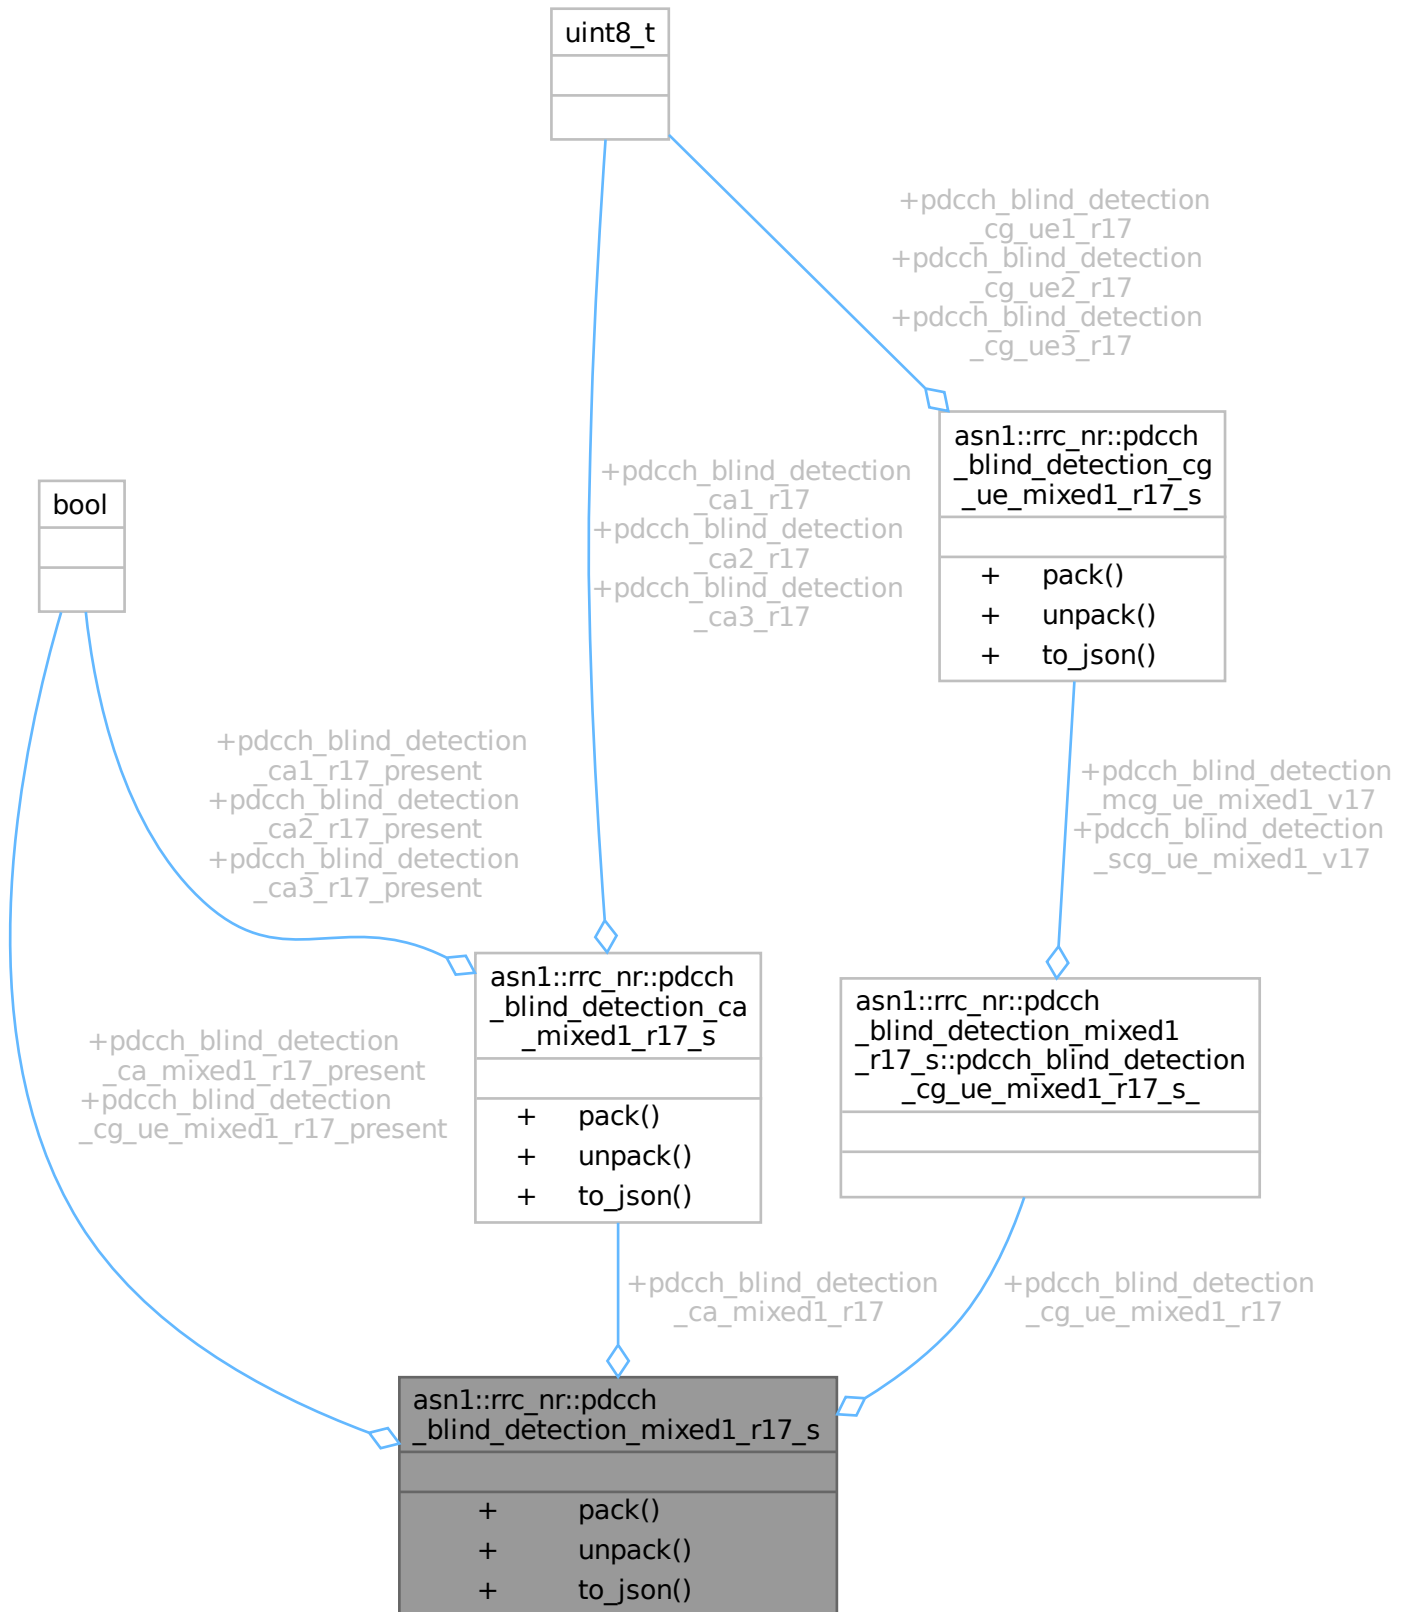 uint8_t
+pdcch_blind_detection
_cg_ue1_r17
+pdcch_blind_detection
_cg_ue2_r17
+pdcch_blind_detection
_cg_ue3_r17
asn1::rrc_nr::pdcch
_blind_detection_cg
_ue_mixed1_r17_s
+ pack()
+ unpack()
+ to_json()
+pdcch_blind_detection
_ca1_r17
+pdcch_blind_detection
_ca2_r17
+pdcch_blind_detection
_ca3_r17
bool
+pdcch_blind_detection
_ca1_r17_present
+pdcch_blind_detection
_ca2_r17_present
+pdcch_blind_detection
_ca3_r17_present
+pdcch_blind_detection
_mcg_ue_mixed1_v17
+pdcch_blind_detection
_scg_ue_mixed1_v17
asn1::rrc_nr::pdcch
_blind_detection_ca
_mixed1_r17_s
+ pack()
+ unpack()
+ to_json()
asn1::rrc_nr::pdcch
_blind_detection_mixed1
_r17_s::pdcch_blind_detection
_cg_ue_mixed1_r17_s_
+pdcch_blind_detection
_ca_mixed1_r17_present
+pdcch_blind_detection
_cg_ue_mixed1_r17_present
+pdcch_blind_detection
_ca_mixed1_r17
+pdcch_blind_detection
_cg_ue_mixed1_r17
asn1::rrc_nr::pdcch
_blind_detection_mixed1_r17_s
+ pack()
+ unpack()
+ to_json()